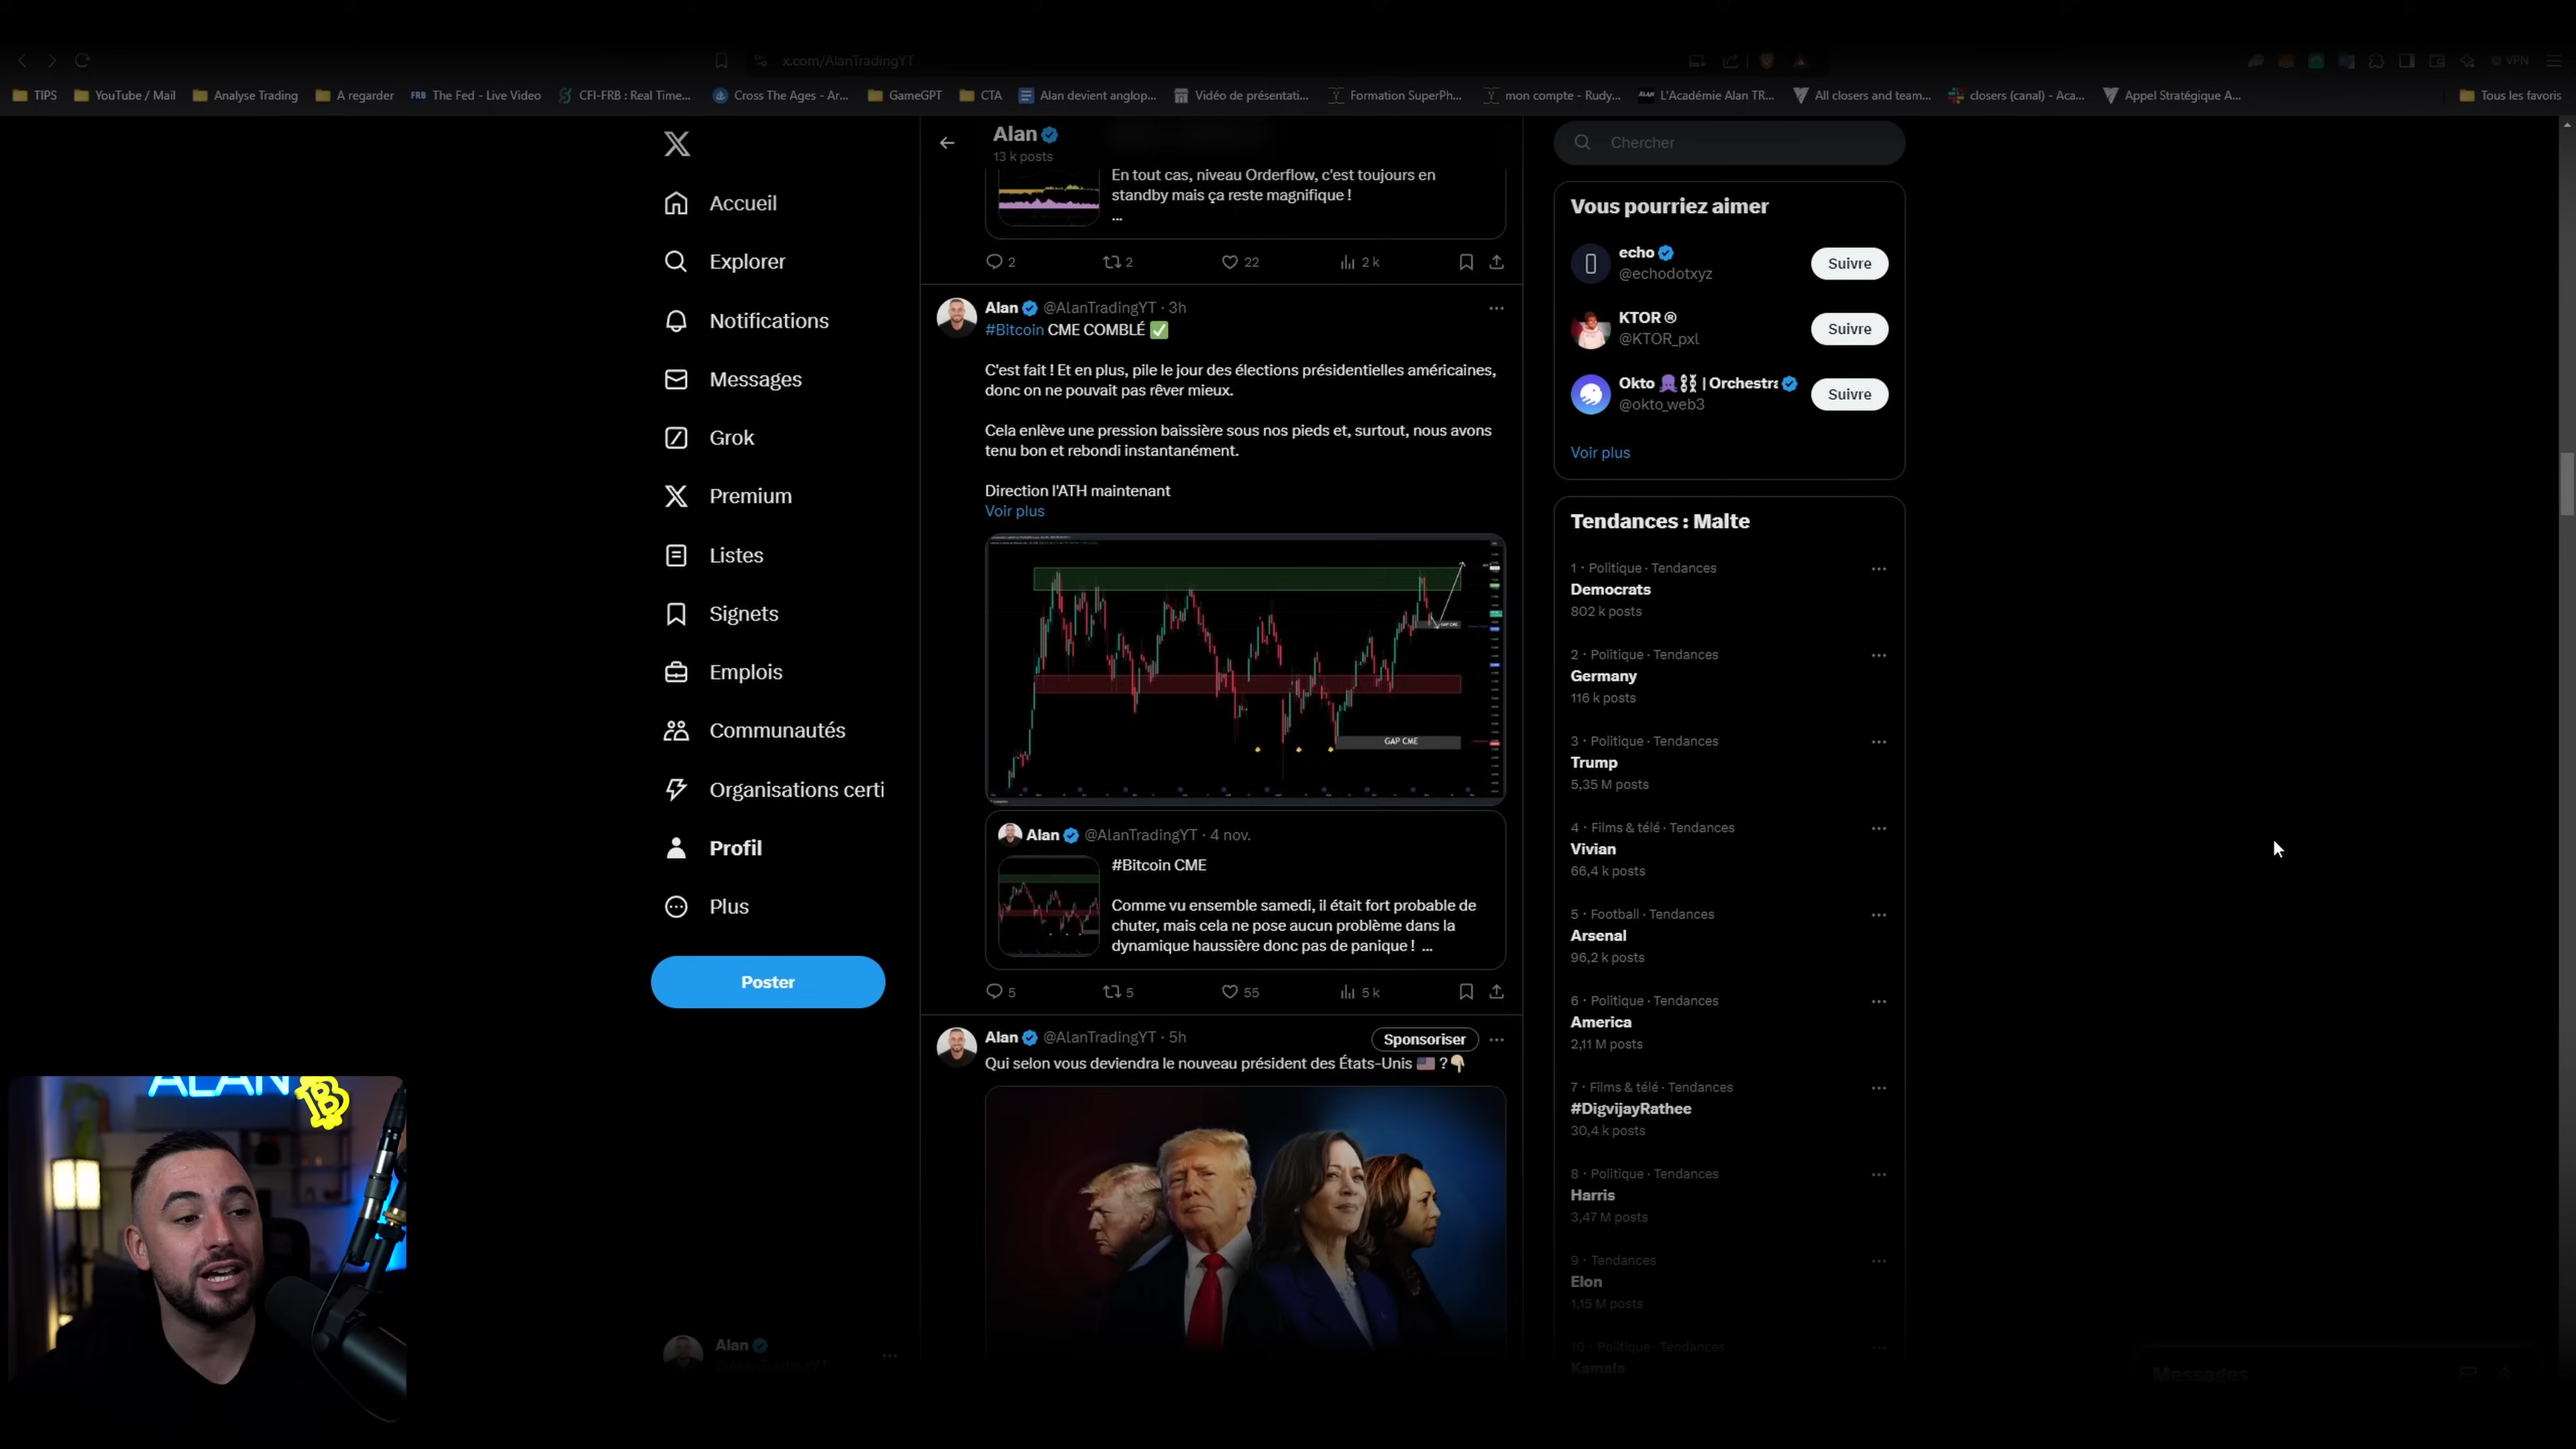 x.com/AlanTradingYT
VPN
TIPS
YouTube / Mail
Analyse Trading
A regarder
FRB The Fed - Live Video
CFI-FRB : Real Time...
Cross The Ages - Ar...
GameGPT
CTA
Alan devient anglop...
Vidéo de présentati...
Formation SuperPh...
mon compte - Rudy...
L'Académie Alan TR...
All closers and team...
closers (canal) - Aca...
Appel Stratégique A...
Tous les favoris
Accueil
Explorer
Notifications
Messages
Grok
Premium
Listes
Signets
Emplois
Communautés
Organisations certi
Profil
Plus
Poster
Alan
@AlanTradingYT
ALAN
Alan
13 k posts
En tout cas, niveau Orderflow, c'est toujours en
standby mais ça reste magnifique !
...
2 2 22 2 k
Alan @AlanTradingYT · 3h
#Bitcoin CME COMBLÉ ✅
C'est fait ! Et en plus, pile le jour des élections présidentielles américaines,
donc on ne pouvait pas rêver mieux.
Cela enlève une pression baissière sous nos pieds et, surtout, nous avons
tenu bon et rebondi instantanément.
Direction l'ATH maintenant
Voir plus
GAP CME
GAP CME
Alan @AlanTradingYT · 4 nov.
#Bitcoin CME
Comme vu ensemble samedi, il était fort probable de
chuter, mais cela ne pose aucun problème dans la
dynamique haussière donc pas de panique ! ...
5 5 55 5 k
Alan @AlanTradingYT · 5h
Sponsoriser
Qui selon vous deviendra le nouveau président des États-Unis 🇺🇸 ?👇
Chercher
Vous pourriez aimer
echo
@echodotxyz
Suivre
KTOR ®
@KTOR_pxl
Suivre
Okto 🐙⛓ | Orchestra
@okto_web3
Suivre
Voir plus
Tendances : Malte
1 · Politique · Tendances
Democrats
802 k posts
2 · Politique · Tendances
Germany
116 k posts
3 · Politique · Tendances
Trump
5,35 M posts
4 · Films & télé · Tendances
Vivian
66,4 k posts
5 · Football · Tendances
Arsenal
96,2 k posts
6 · Politique · Tendances
America
2,11 M posts
7 · Films & télé · Tendances
#DigvijayRathee
30,4 k posts
8 · Politique · Tendances
Harris
3,47 M posts
9 · Tendances
Elon
1,15 M posts
10 · Politique · Tendances
Kamala
Messages